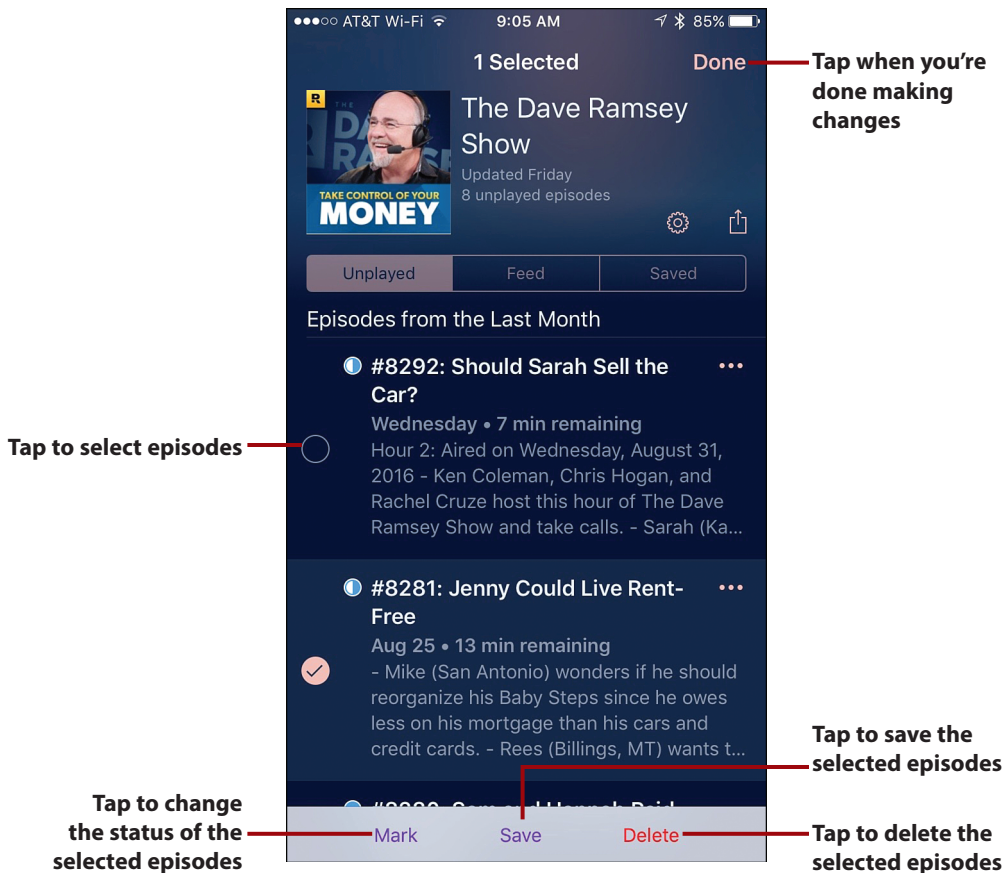 ●●●○○ AT&T Wi-Fi 9:05 AM 85%
1 Selected Done
Tap when you’re
done making
changes
R
THE
TAKE CONTROL OF YOUR
MONEY
The Dave Ramsey
Show
Updated Friday
8 unplayed episodes
Unplayed Feed Saved
Episodes from the Last Month
#8292: Should Sarah Sell the
Car?
Wednesday • 7 min remaining
Hour 2: Aired on Wednesday, August 31,
2016 - Ken Coleman, Chris Hogan, and
Rachel Cruze host this hour of The Dave
Ramsey Show and take calls. - Sarah (Ka...
Tap to select episodes
#8281: Jenny Could Live Rent-
Free
Aug 25 • 13 min remaining
- Mike (San Antonio) wonders if he should
reorganize his Baby Steps since he owes
less on his mortgage than his cars and
credit cards. - Rees (Billings, MT) wants t...
Tap to save the
selected episodes
Mark Save Delete
Tap to change
the status of the
selected episodes
Tap to delete the
selected episodes